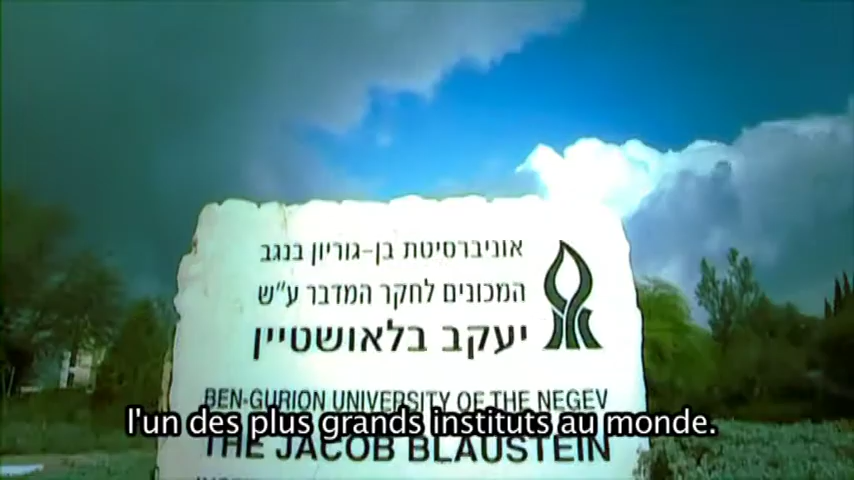 אוניברסיטת בן-גוריון בנגב
המכונים לחקר המדבר ע"ש
יעקב בלאושטיין
BEN-GURION UNIVERSITY OF THE NEGEV
l'un des plus grands instituts au monde.
THE JACOB BLAUSTEIN